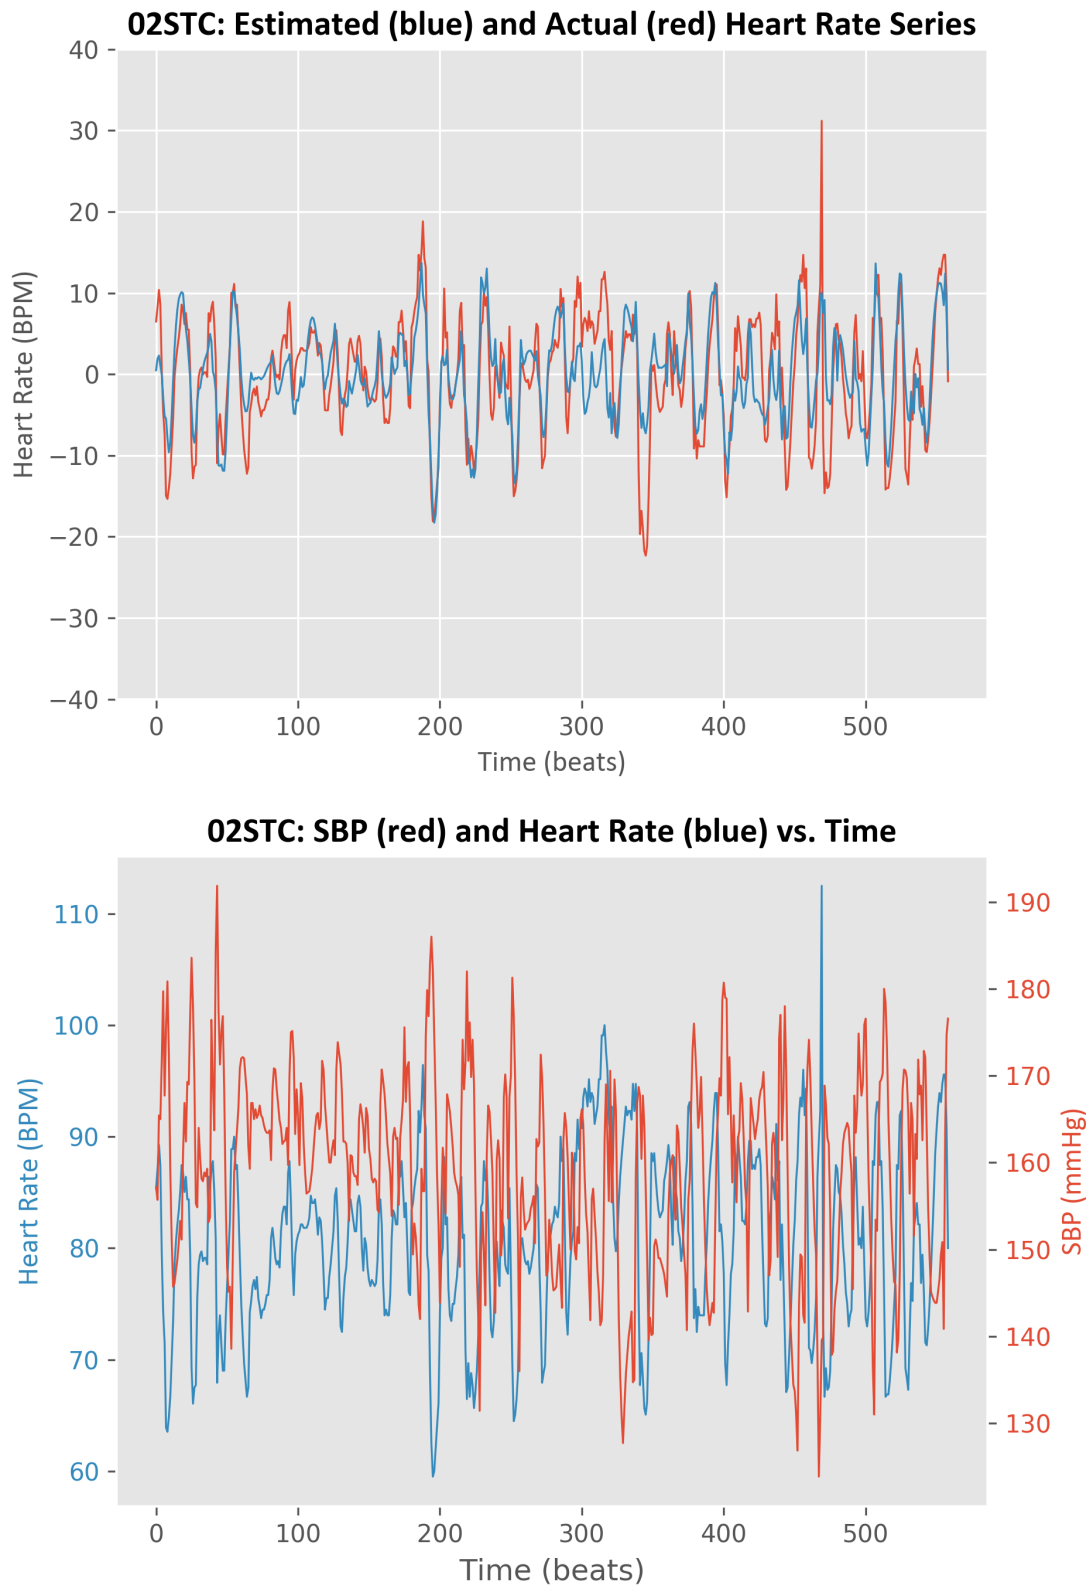 02STC: Estimated (blue) and Actual (red) Heart Rate Series
40
30
20
10
0
−10
−20
−30
−40
Heart Rate (BPM)
0 100 200 300 400 500
Time (beats)
02STC: SBP (red) and Heart Rate (blue) vs. Time
110
100
90
80
70
60
Heart Rate (BPM)
190
180
170
160
150
140
130
SBP (mmHg)
0 100 200 300 400 500
Time (beats)